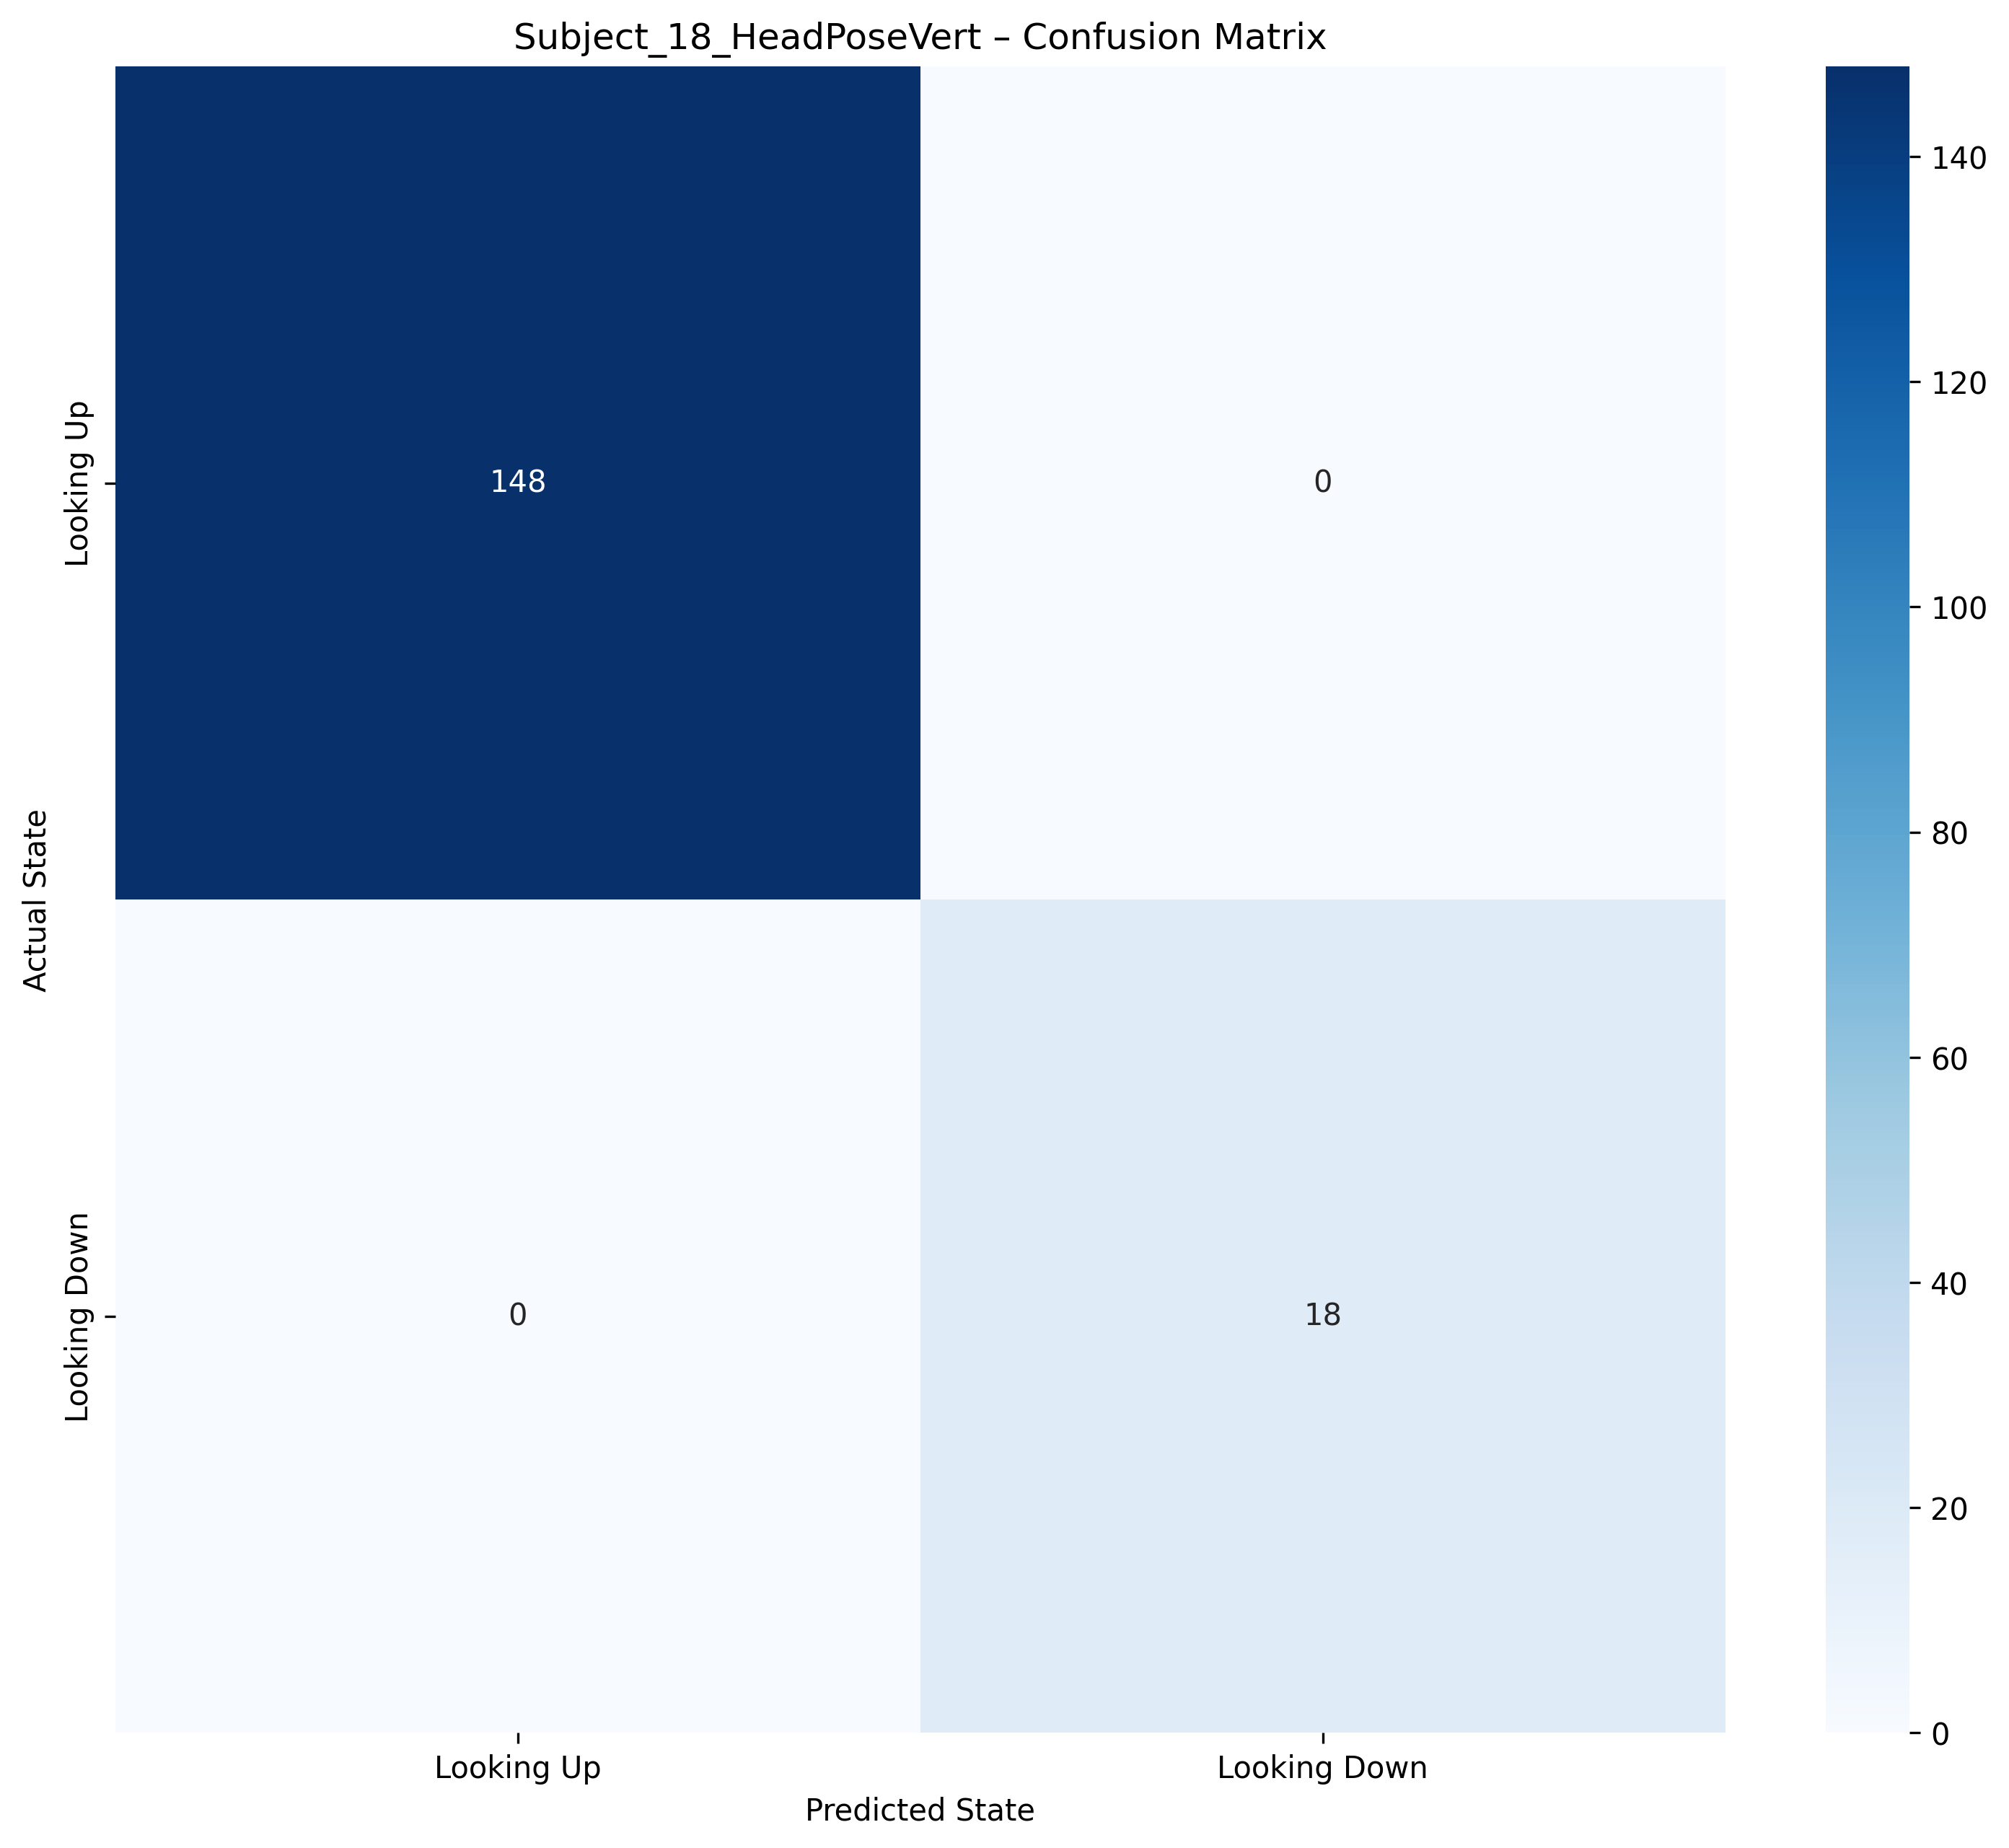 Subject_18_HeadPoseVert – Confusion Matrix
Actual State
Looking Up
148
0
Looking Down
0
18
Looking Up
Looking Down
Predicted State
140
120
100
80
60
40
20
0